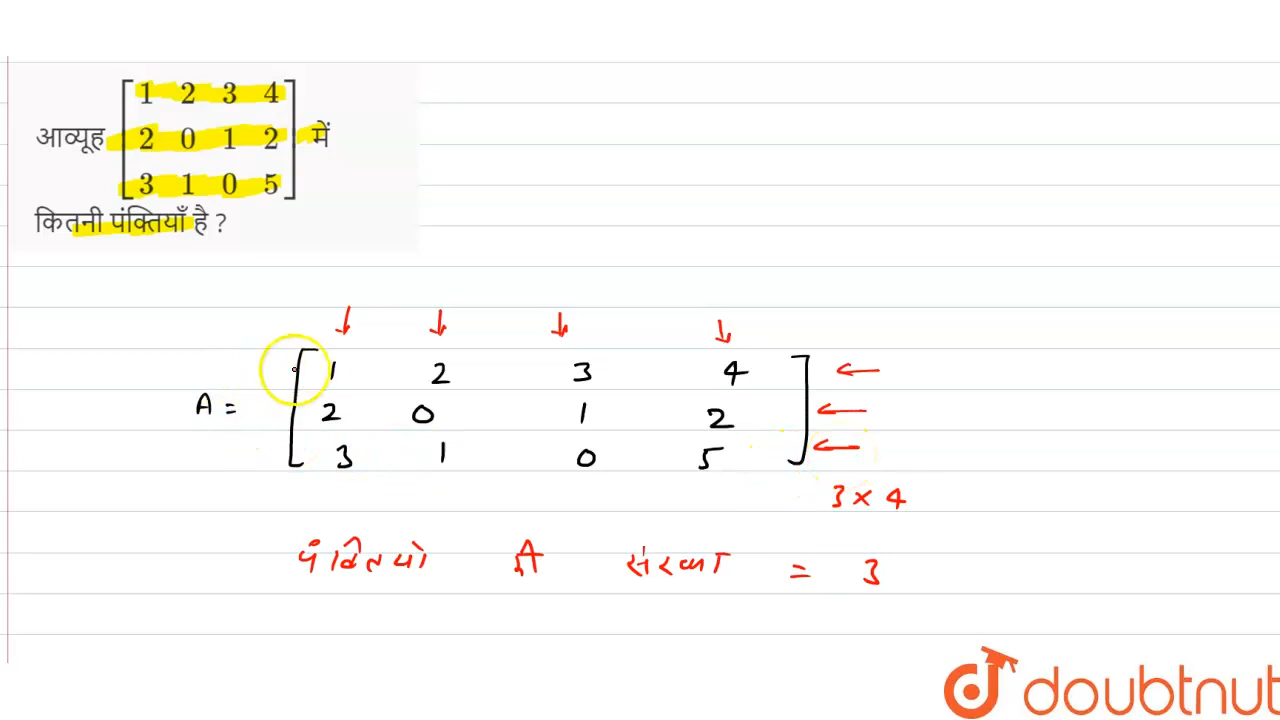 1 2 3 4
आव्यूह 2 0 1 2 में
3 1 0 5
कितनी पंक्तियाँ है ?
1 2 3 4
A = 2 0 1 2
3 1 0 5
3 × 4
= 3
doubtnut